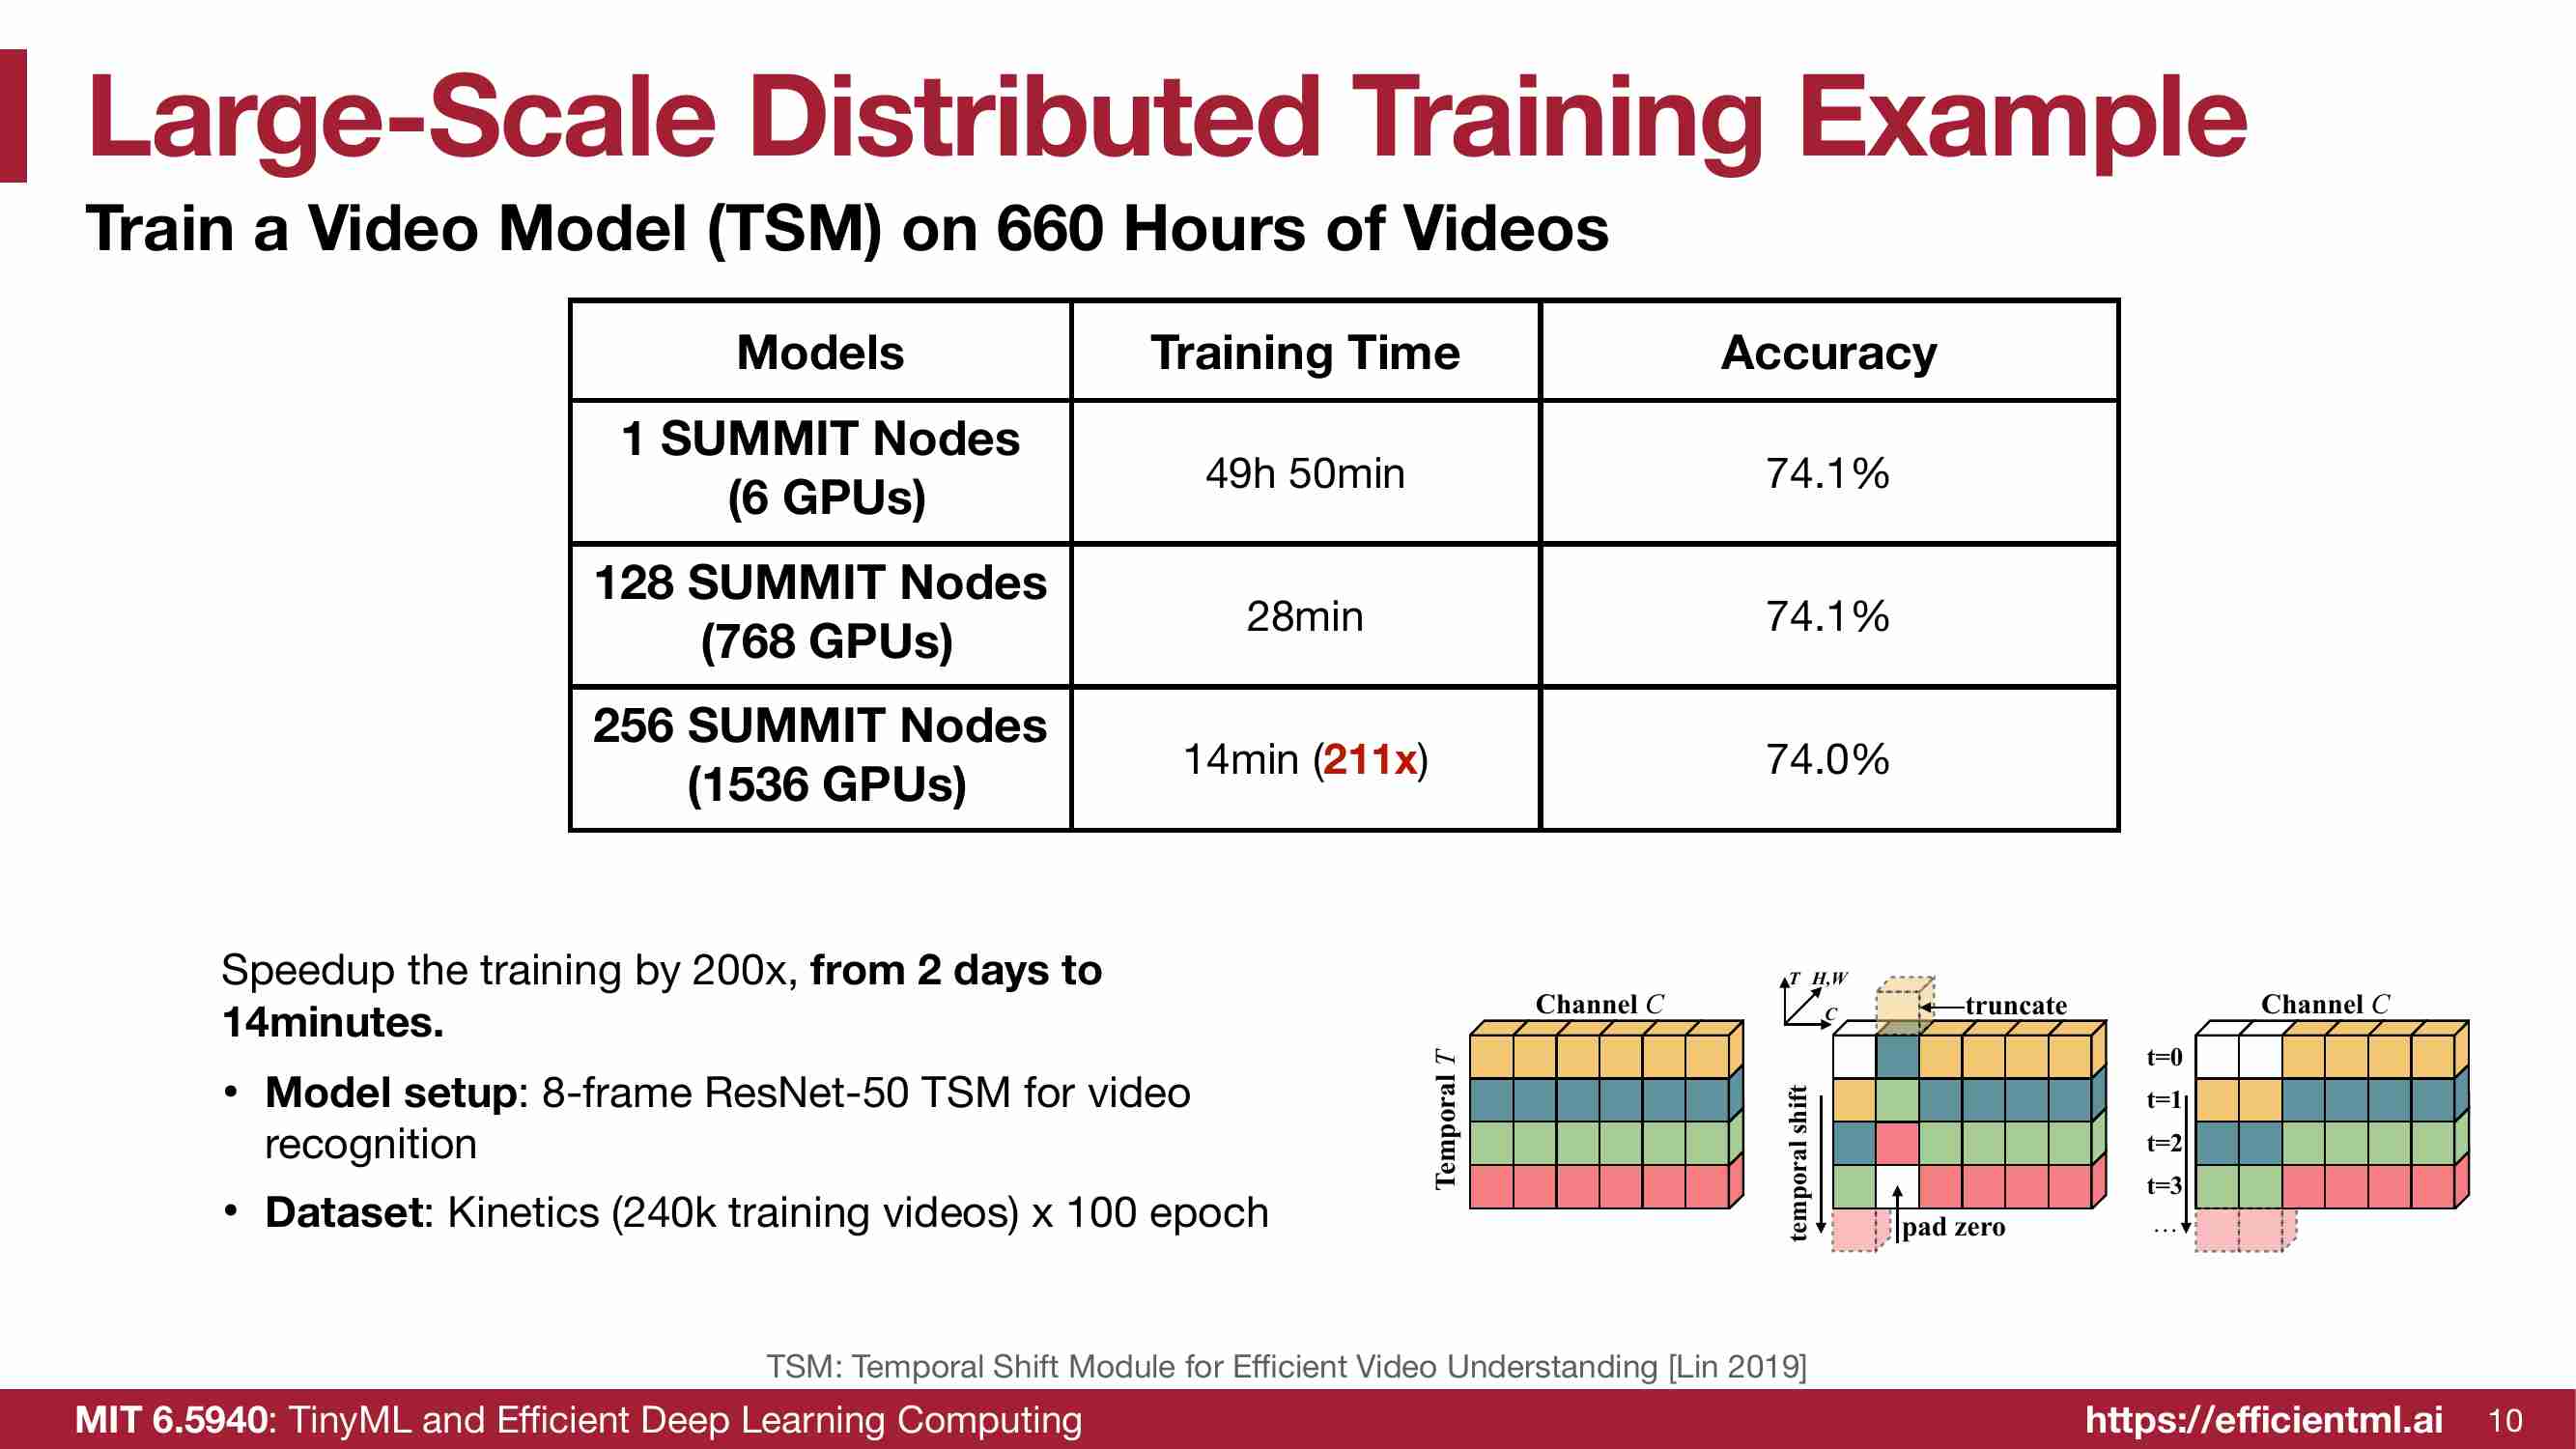 Large-Scale Distributed Training Example
Train a Video Model (TSM) on 660 Hours of Videos
Models
Training Time
Accuracy
1 SUMMIT Nodes
(6 GPUs)
49h 50min
74.1%
128 SUMMIT Nodes
(768 GPUs)
28min
74.1%
256 SUMMIT Nodes
(1536 GPUs)
14min (211x)
74.0%
Speedup the training by 200x, from 2 days to
14minutes.
• Model setup: 8-frame ResNet-50 TSM for video
recognition
• Dataset: Kinetics (240k training videos) x 100 epoch
Channel C
Temporal T
T H,W
C
truncate
temporal shift
pad zero
Channel C
t=0
t=1
t=2
t=3
...
TSM: Temporal Shift Module for Efficient Video Understanding [Lin 2019]
MIT 6.5940: TinyML and Efficient Deep Learning Computing
https://efficientml.ai
10